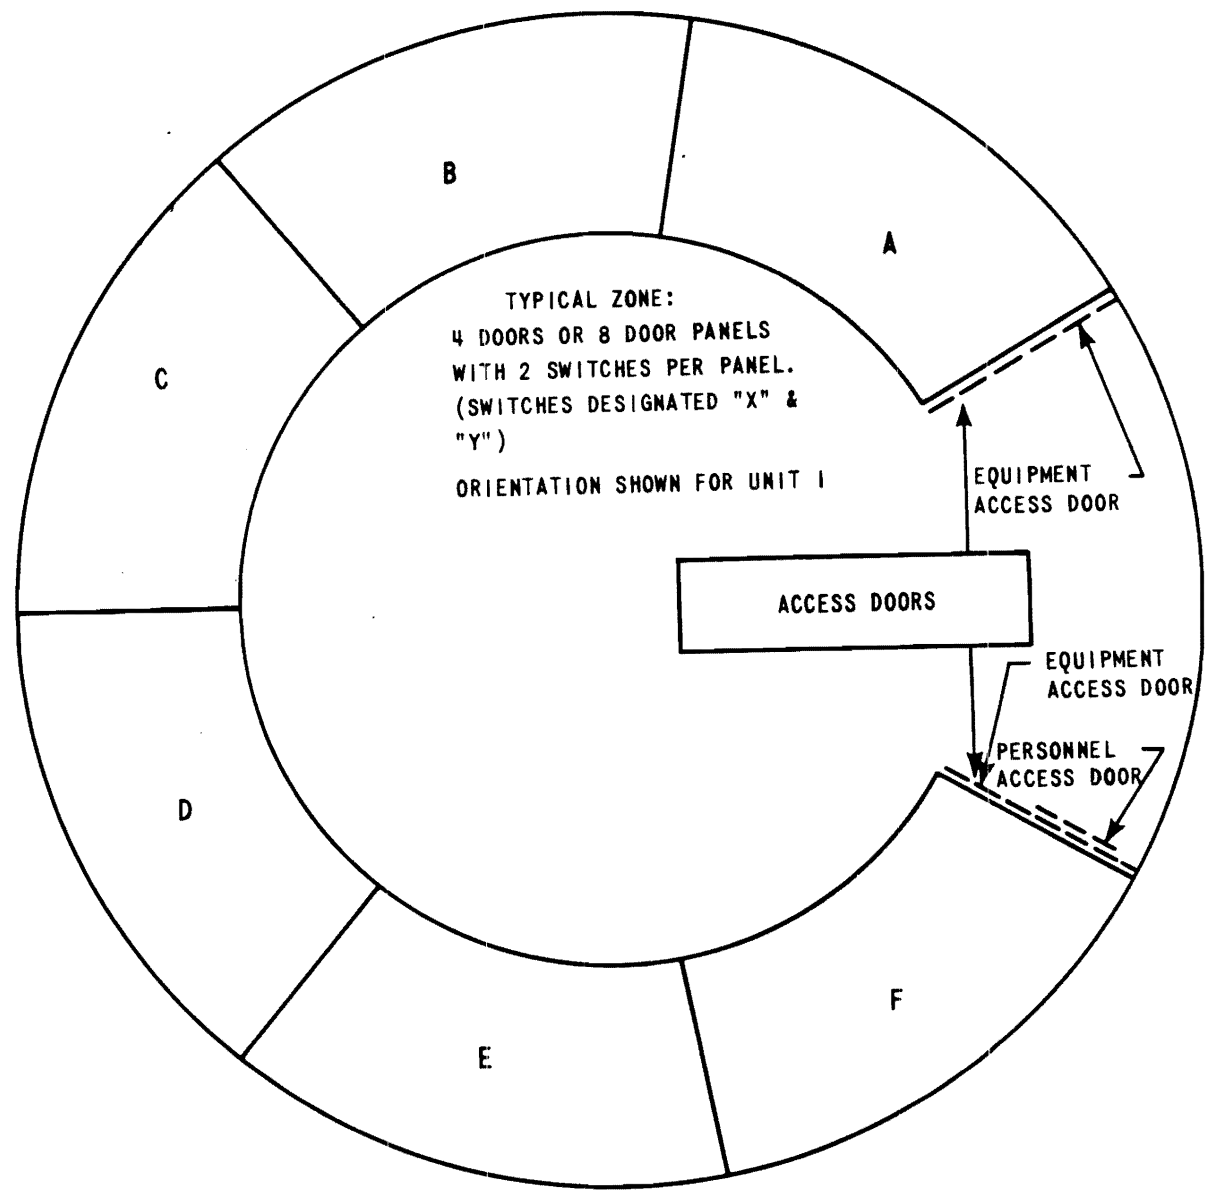 B
A
TYPICAL ZONE:
4 DOORS OR 8 DOOR PANELS
WITH 2 SWITCHES PER PANEL.
(SWITCHES DESIGNATED "X" &
"Y")
ORIENTATION SHOWN FOR UNIT 1
C
EQUIPMENT
ACCESS DOOR
ACCESS DOORS
EQUIPMENT
ACCESS DOOR
PERSONNEL
ACCESS DOOR
D
F
E